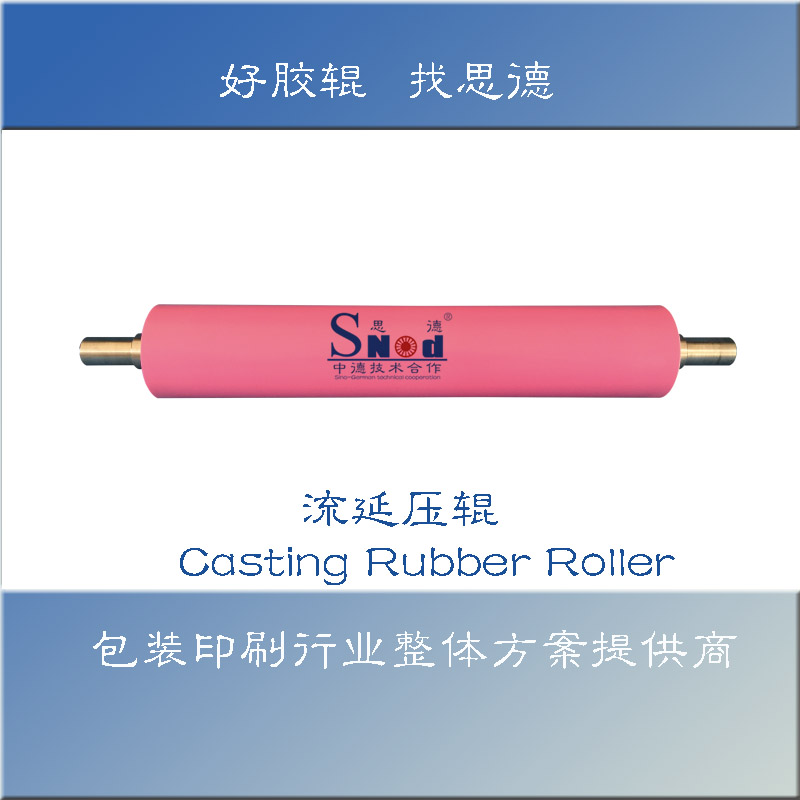 好胶辊 找思德
思德®
SNod
中德技术合作
Sino-German technical cooperation
流延压辊
Casting Rubber Roller
包装印刷行业整体方案提供商